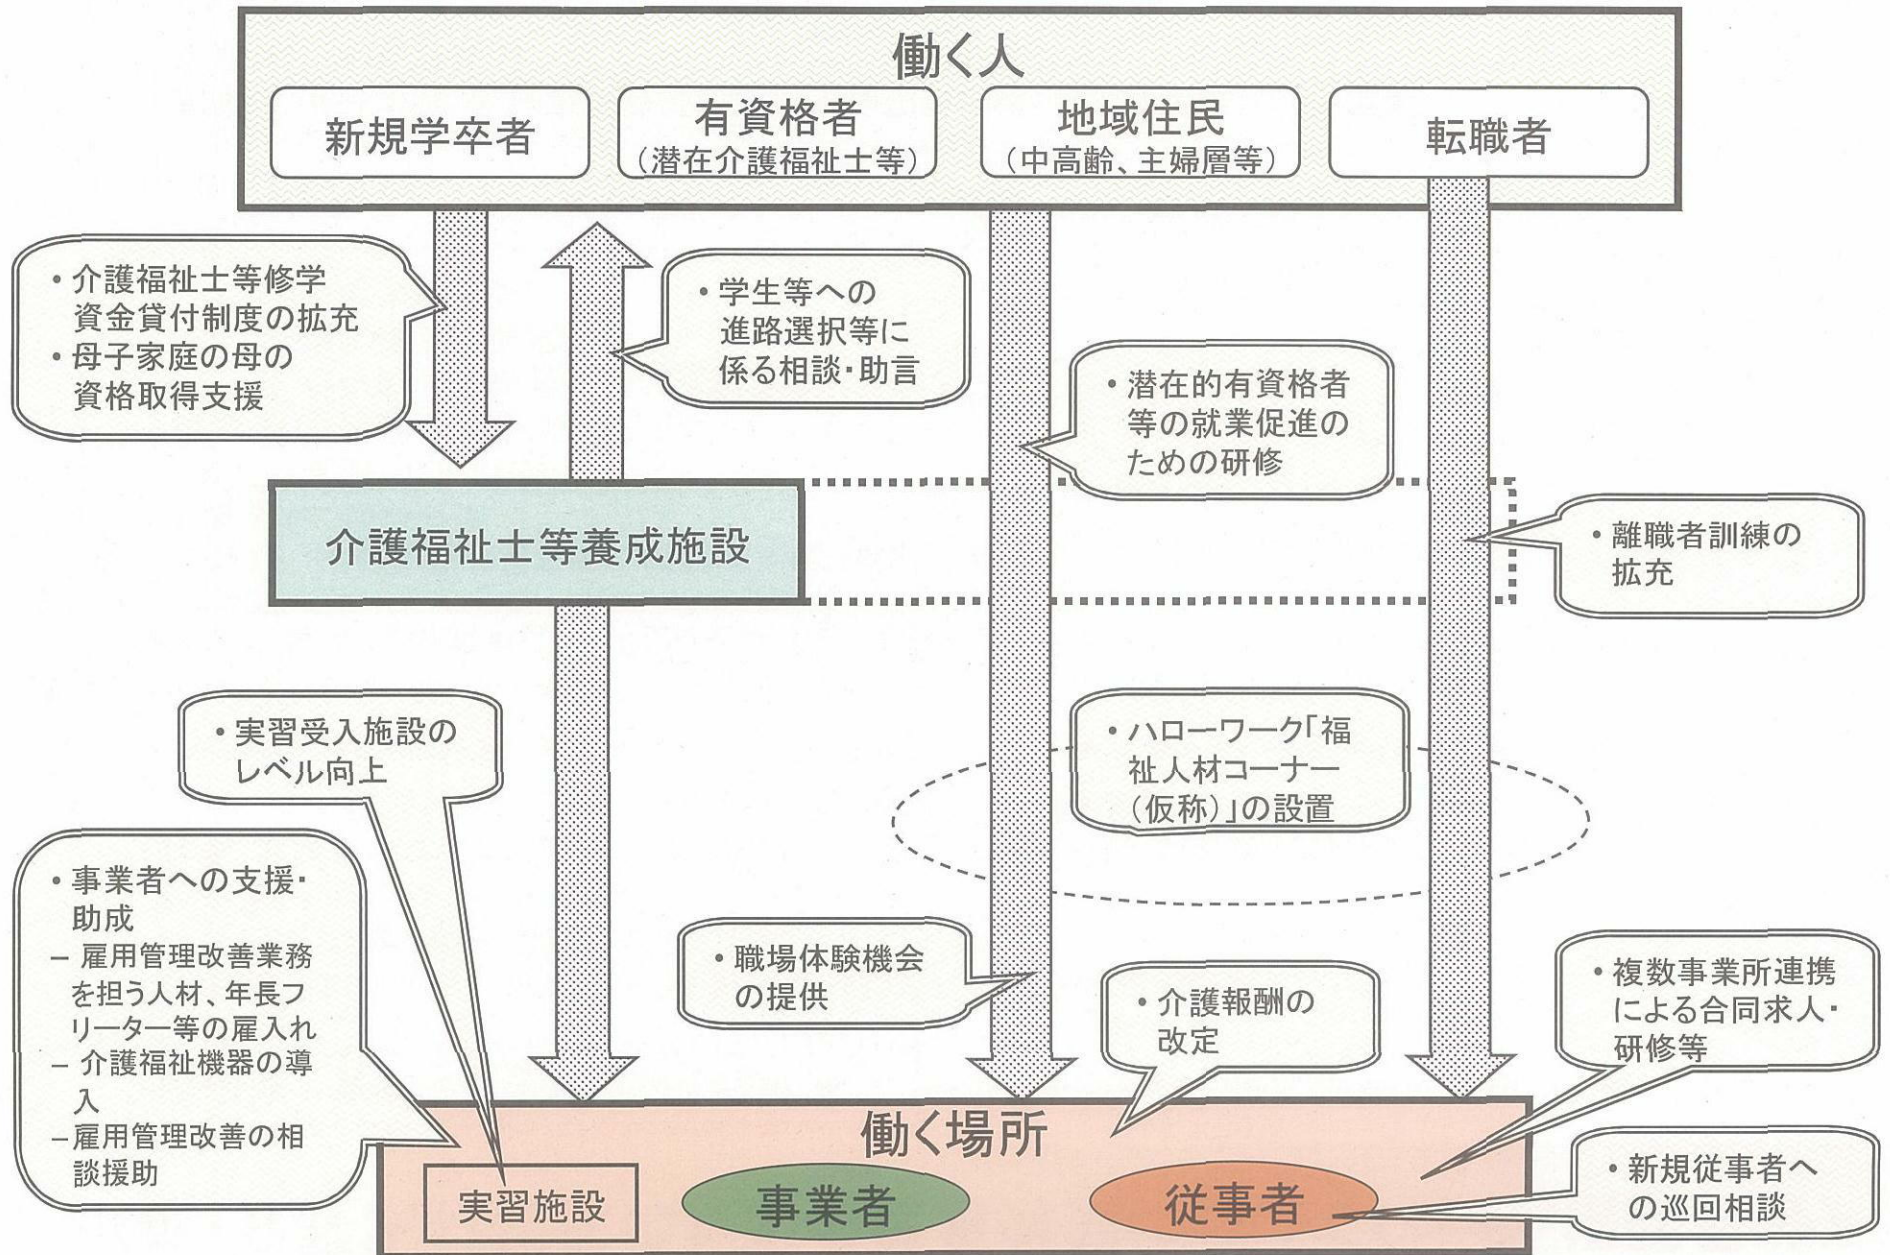 働く人
新規学卒者
有資格者
（潜在介護福祉士等）
地域住民
（中高齢、主婦層等）
転職者
・介護福祉士等修学
資金貸付制度の拡充
・母子家庭の母の
資格取得支援
・学生等への
進路選択等に
係る相談・助言
・潜在的有資格者
等の就業促進の
ための研修
介護福祉士等養成施設
・離職者訓練の
拡充
・実習受入施設の
レベル向上
・ハローワーク「福
祉人材コーナー
（仮称）」の設置
・事業者への支援・
助成
− 雇用管理改善業務
を担う人材、年長フ
リーター等の雇入れ
− 介護福祉機器の導
入
−雇用管理改善の相
談援助
・職場体験機会
の提供
・介護報酬の
改定
・複数事業所連携
による合同求人・
研修等
働く場所
実習施設
事業者
従事者
・新規従事者へ
の巡回相談